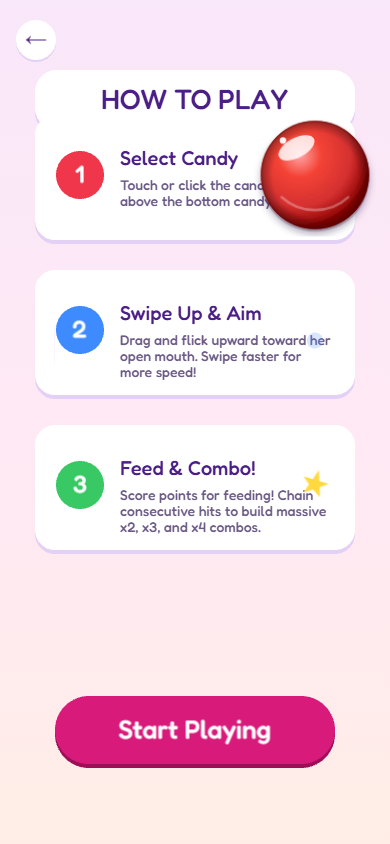 ←
HOW TO PLAY
1
Select Candy
Touch or click the
above the bottom
2
Swipe Up & Aim
Drag and flick upward toward her
open mouth. Swipe faster for
more speed!
3
Feed & Combo!
Score points for feeding! Chain
consecutive hits to build massive
x2, x3, and x4 combos.
Start Playing